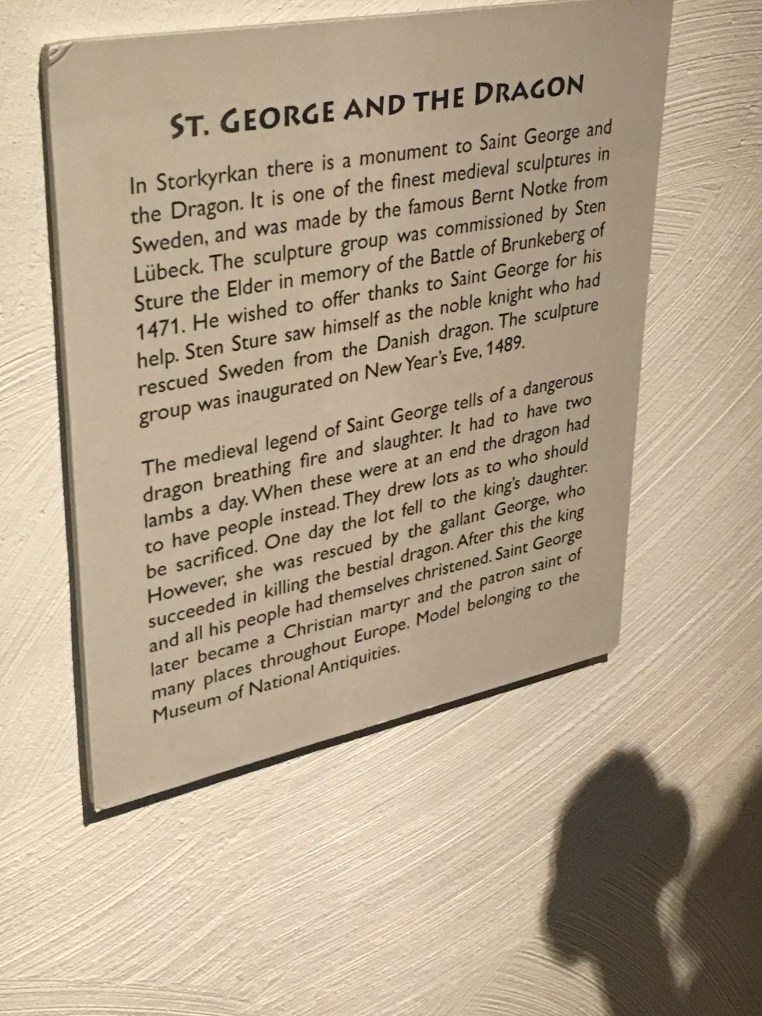 ST. GEORGE AND THE DRAGON
In Storkyrkan there is a monument to Saint George and
the Dragon. It is one of the finest medieval sculptures in
Sweden, and was made by the famous Bernt Notke from
Lübeck. The sculpture group was commissioned by Sten
Sture the Elder in memory of the Battle of Brunkeberg of
1471. He wished to offer thanks to Saint George for his
help. Sten Sture saw himself as the noble knight who had
rescued Sweden from the Danish dragon. The sculpture
group was inaugurated on New Year's Eve, 1489.
The medieval legend of Saint George tells of a dangerous
dragon breathing fire and slaughter. It had to have two
lambs a day. When these were at an end the dragon had
to have people instead. They drew lots as to who should
be sacrificed. One day the lot fell to the king's daughter.
However, she was rescued by the gallant George, who
succeeded in killing the bestial dragon. After this the king
and all his people had themselves christened. Saint George
later became a Christian martyr and the patron saint of
many places throughout Europe. Model belonging to the
Museum of National Antiquities.